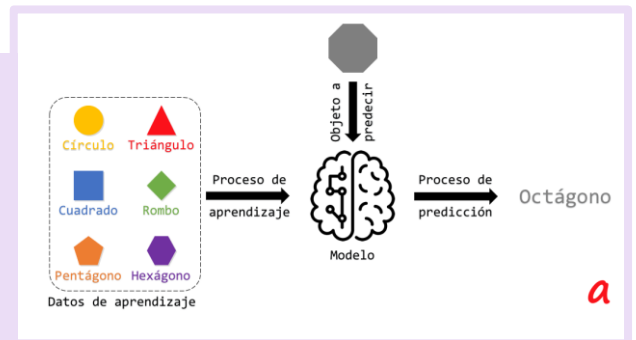 Objeto a
predecir
Círculo
Triángulo
Cuadrado
Rombo
Pentágono
Hexágono
Datos de aprendizaje
Proceso de
aprendizaje
Modelo
Proceso de
predicción
Octágono
a